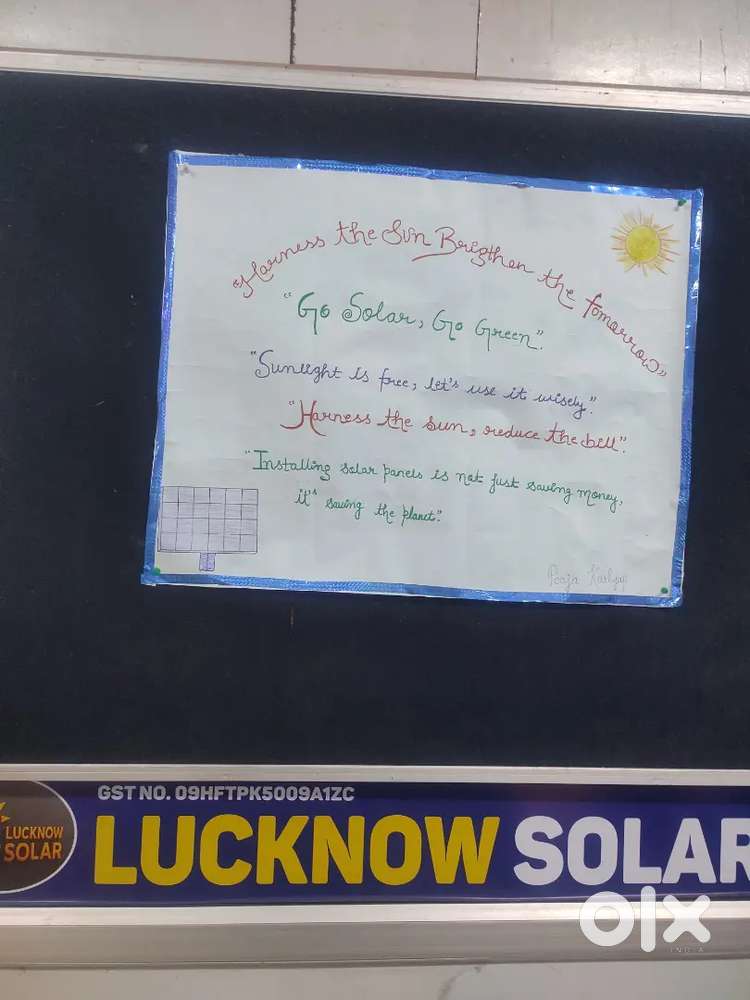 "Harness the Sun Brigthen the Tomorrow"
"Go Solar, Go Green".
"Sunlight is free, let's use it wisely".
"Harness the sun, reduce the bill".
"Installing solar panels is not just saving money,
it's saving the planet".
Pooja
GST NO. 09HFTPK5009A1ZC
LUCKNOW
SOLAR
LUCKNOW SOLAR
olx
INDIA